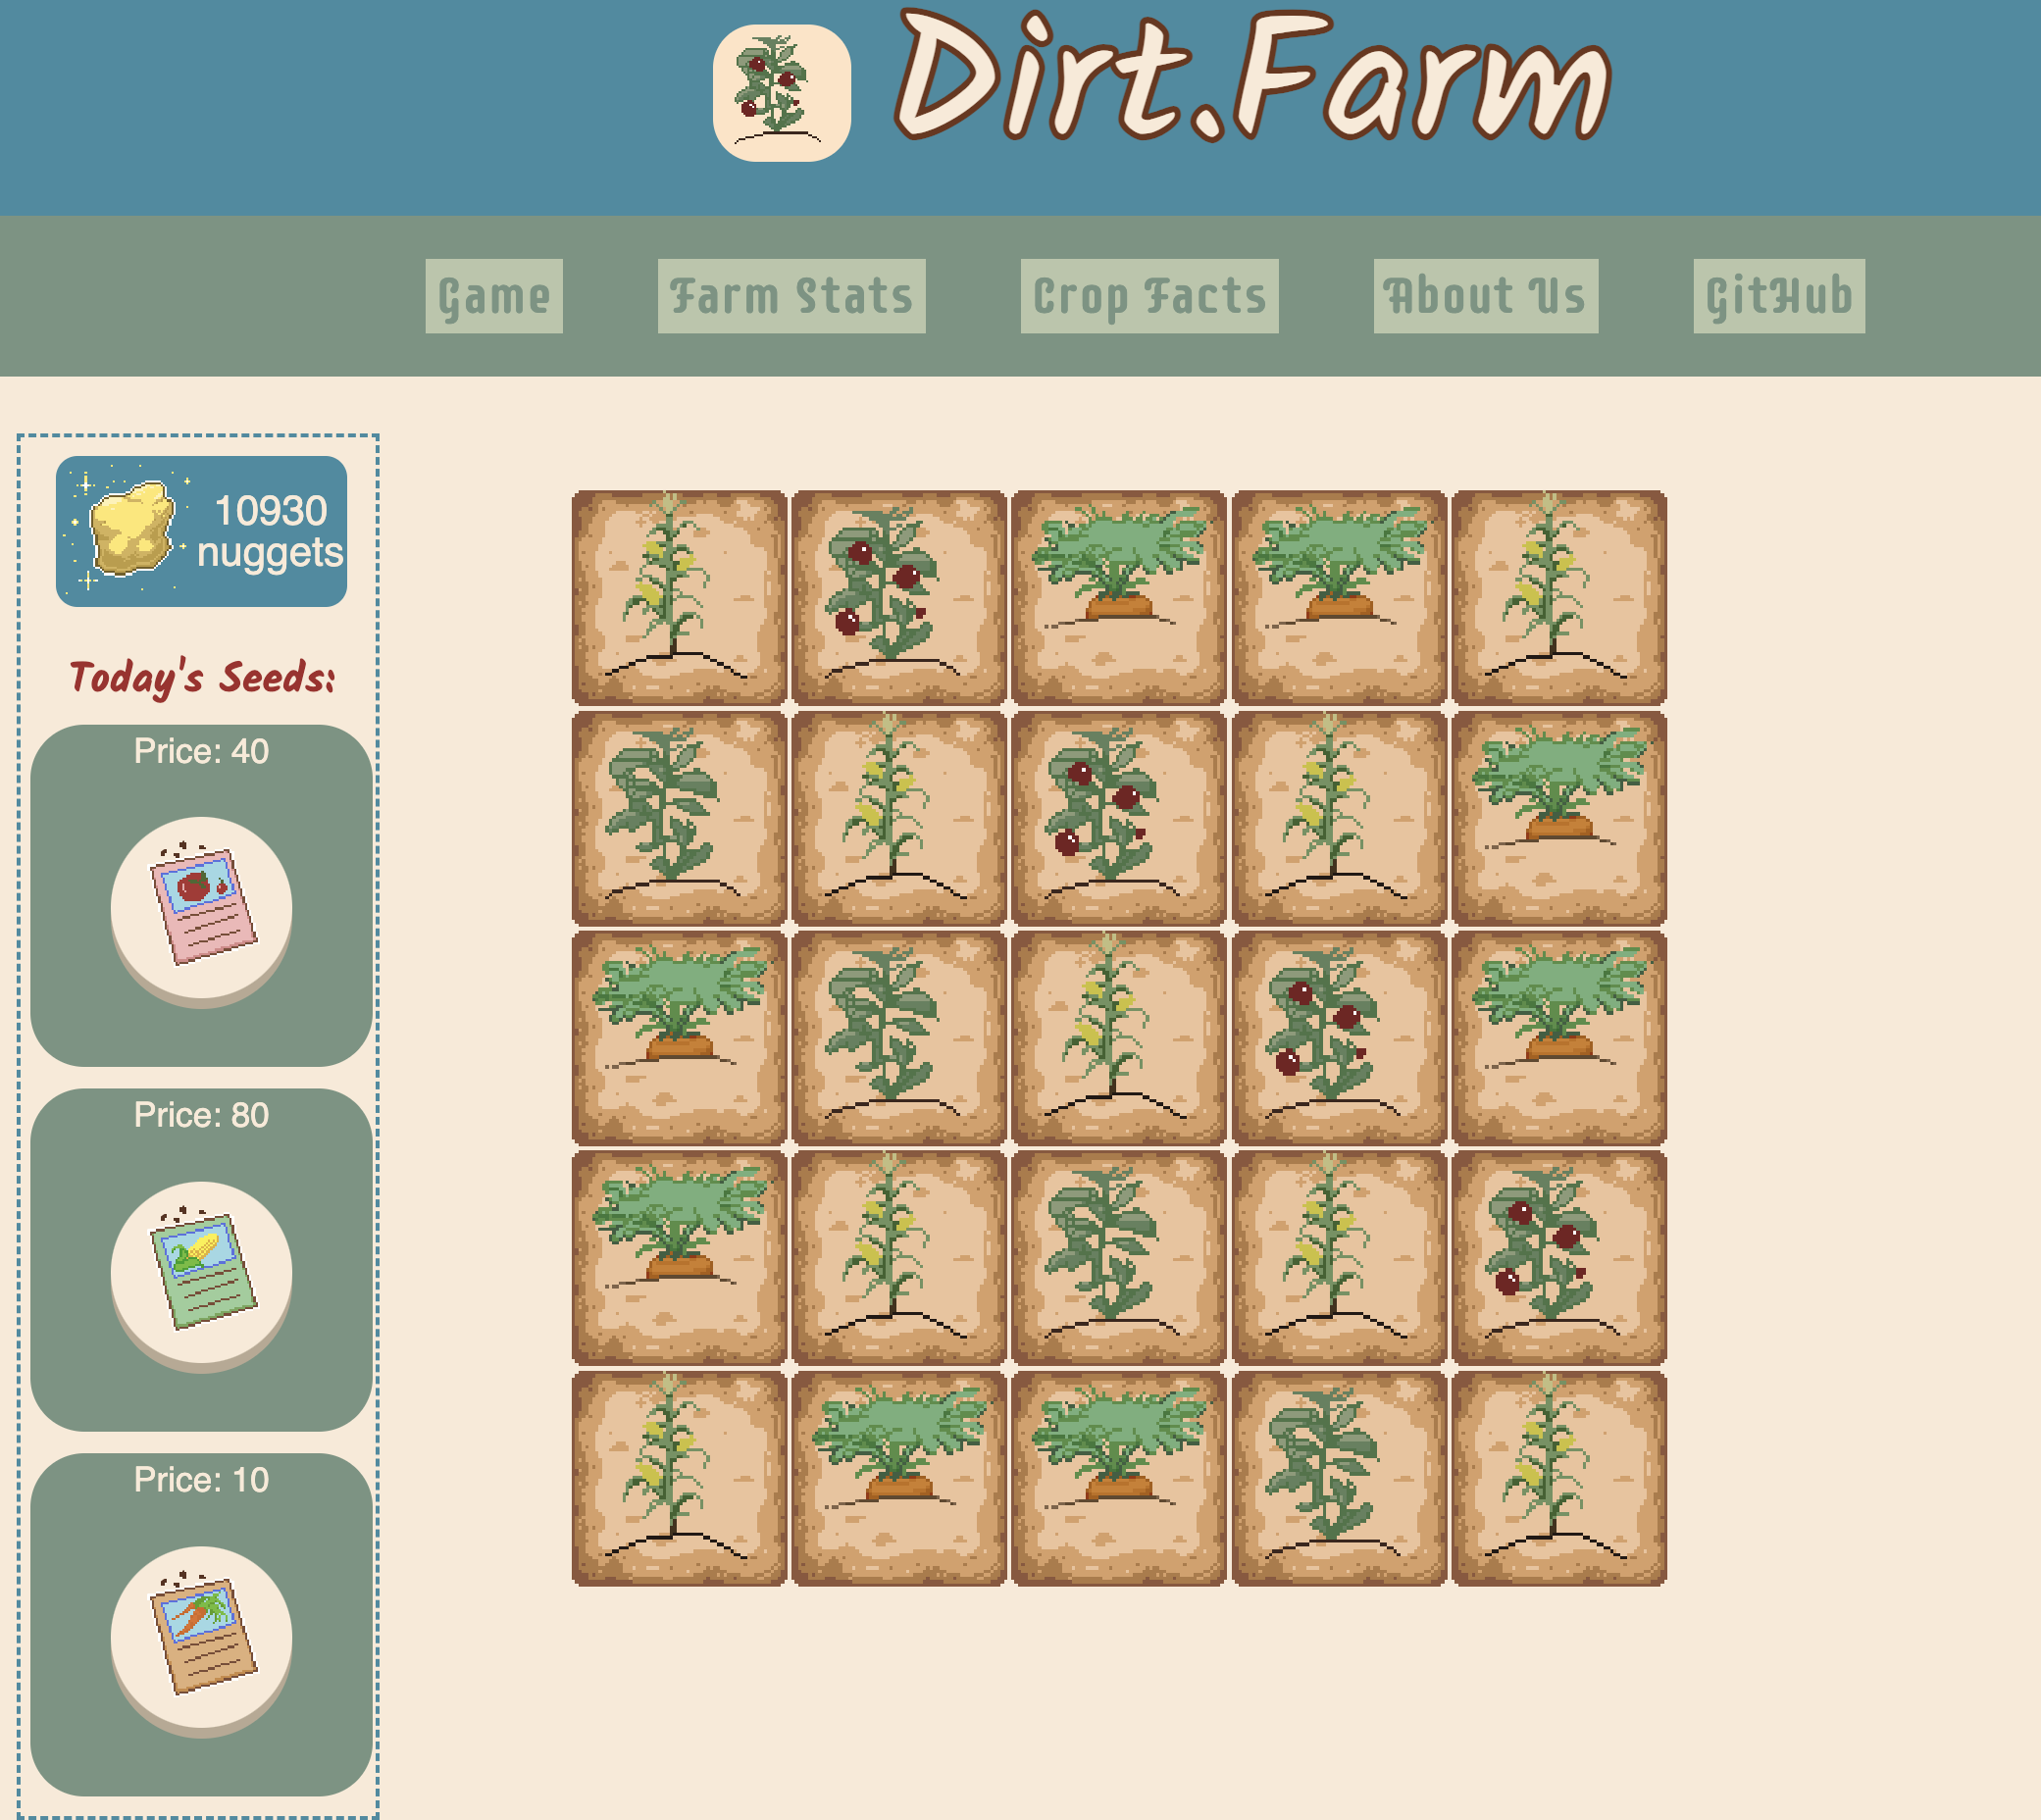 Dirt.Farm
Game Farm Stats Crop Facts About Us GitHub
10930
nuggets
Today's Seeds:
Price: 40
Price: 80
Price: 10